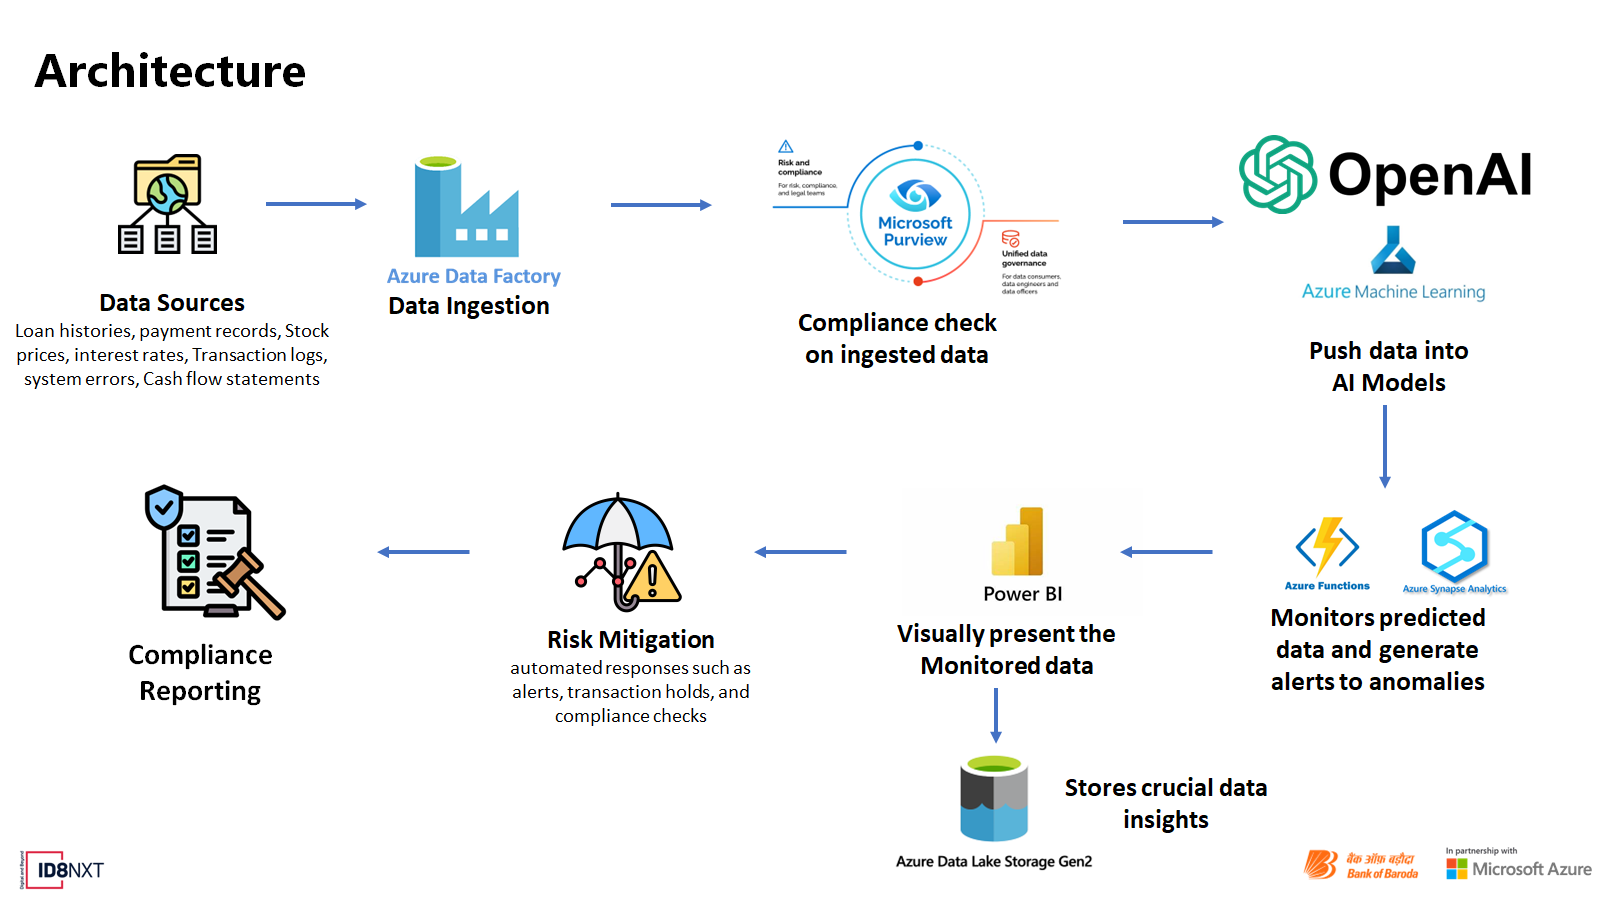 Architecture
Risk and
compliance
For risk, compliance,
and legal teams
Microsoft
Purview
Unified data
governance
For data consumers,
data engineers and
data officers
OpenAI
Azure Machine Learning
Azure Data Factory
Data Ingestion
Data Sources
Loan histories, payment records, Stock
prices, interest rates, Transaction logs,
system errors, Cash flow statements
Compliance check
on ingested data
Push data into
AI Models
Azure Functions
Azure Synapse Analytics
Monitors predicted
data and generate
alerts to anomalies
Power BI
Visually present the
Monitored data
Risk Mitigation
automated responses such as
alerts, transaction holds, and
compliance checks
Compliance
Reporting
Stores crucial data
insights
Azure Data Lake Storage Gen2
Digital and Beyond
ID8NXT
बैंक ऑफ़ बड़ौदा
Bank of Baroda
In partnership with
Microsoft Azure